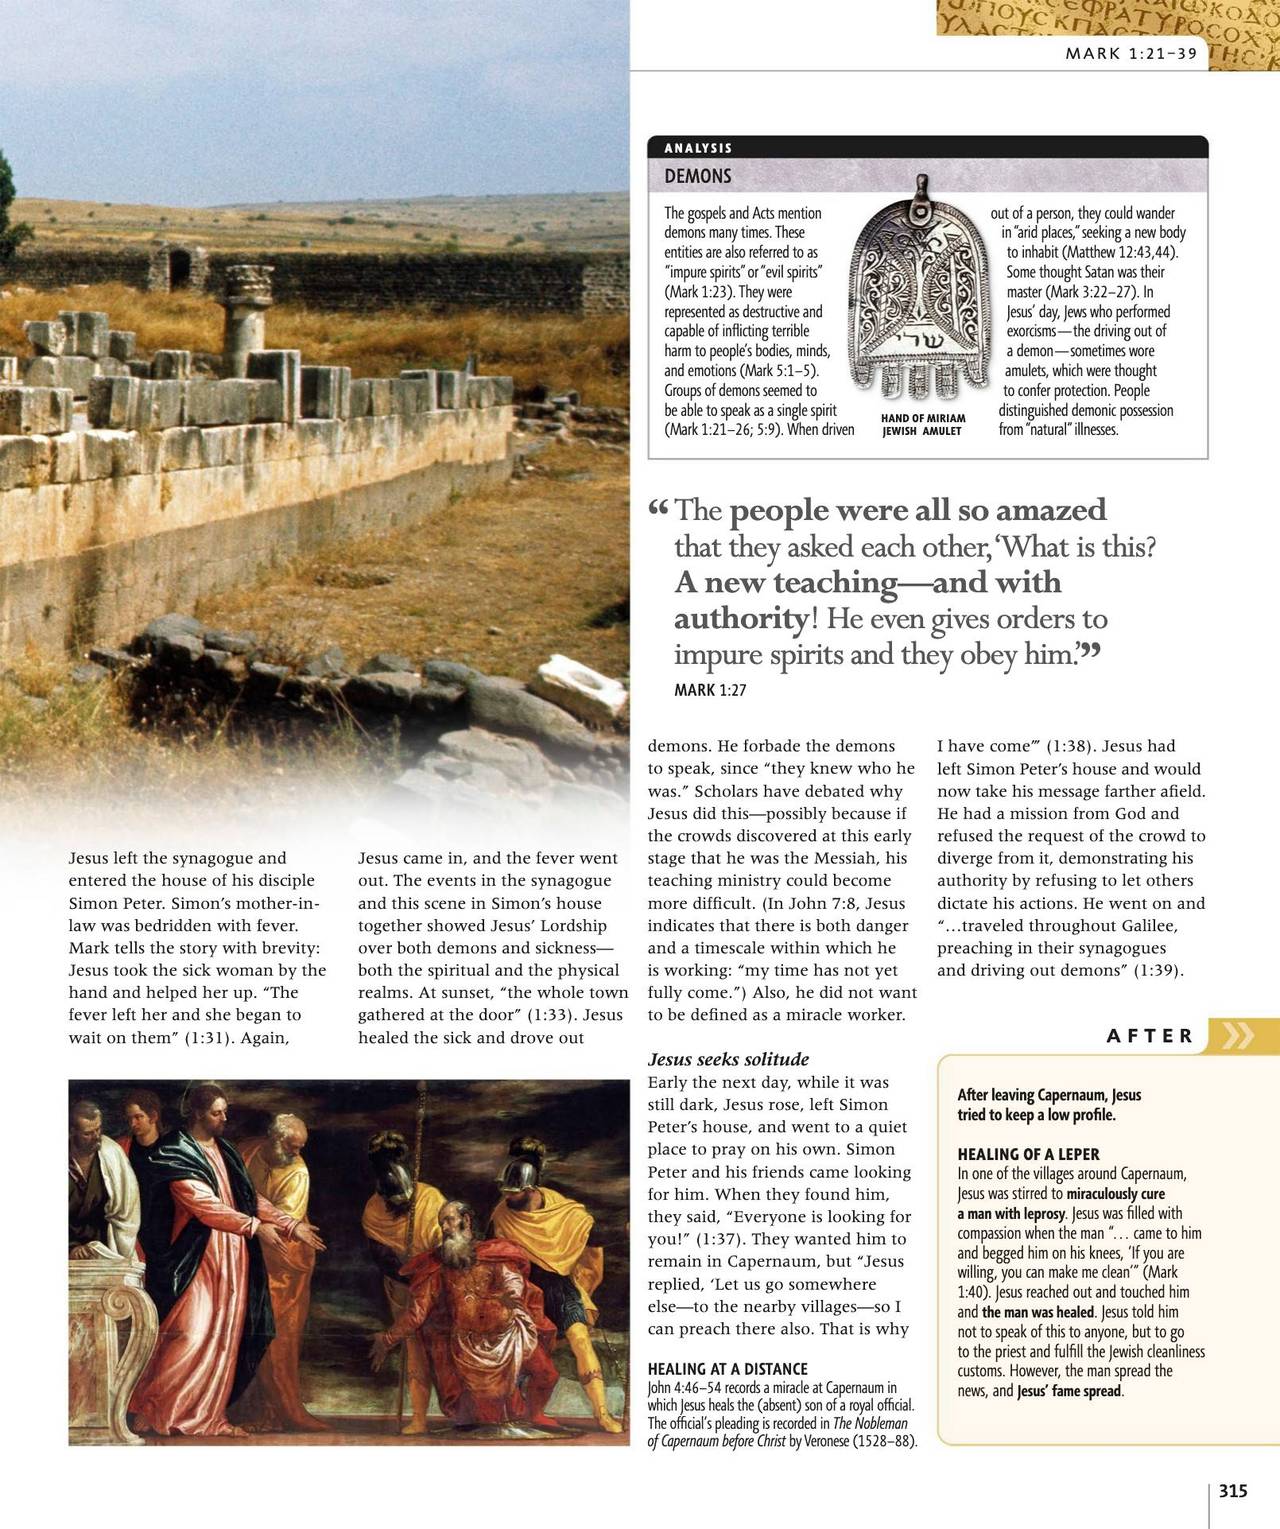 MARK 1:21–39
ANALYSIS
DEMONS
The gospels and Acts mention
demons many times. These
entities are also referred to as
“impure spirits” or “evil spirits”
(Mark 1:23). They were
represented as destructive and
capable of inflicting terrible
harm to people’s bodies, minds,
and emotions (Mark 5:1–5).
Groups of demons seemed to
be able to speak as a single spirit
(Mark 1:21–26; 5:9). When driven
שדי
HAND OF MIRIAM
JEWISH AMULET
out of a person, they could wander
in “arid places,” seeking a new body
to inhabit (Matthew 12:43,44).
Some thought Satan was their
master (Mark 3:22–27). In
Jesus’ day, Jews who performed
exorcisms—the driving out of
a demon—sometimes wore
amulets, which were thought
to confer protection. People
distinguished demonic possession
from “natural” illnesses.
“The people were all so amazed
that they asked each other, ‘What is this?
A new teaching—and with
authority! He even gives orders to
impure spirits and they obey him.’”
MARK 1:27
Jesus left the synagogue and
entered the house of his disciple
Simon Peter. Simon’s mother-in-
law was bedridden with fever.
Mark tells the story with brevity:
Jesus took the sick woman by the
hand and helped her up. “The
fever left her and she began to
wait on them” (1:31). Again,
Jesus came in, and the fever went
out. The events in the synagogue
and this scene in Simon’s house
together showed Jesus’ Lordship
over both demons and sickness—
both the spiritual and the physical
realms. At sunset, “the whole town
gathered at the door” (1:33). Jesus
healed the sick and drove out
demons. He forbade the demons
to speak, since “they knew who he
was.” Scholars have debated why
Jesus did this—possibly because if
the crowds discovered at this early
stage that he was the Messiah, his
teaching ministry could become
more difficult. (In John 7:8, Jesus
indicates that there is both danger
and a timescale within which he
is working: “my time has not yet
fully come.”) Also, he did not want
to be defined as a miracle worker.
Jesus seeks solitude
Early the next day, while it was
still dark, Jesus rose, left Simon
Peter’s house, and went to a quiet
place to pray on his own. Simon
Peter and his friends came looking
for him. When they found him,
they said, “Everyone is looking for
you!” (1:37). They wanted him to
remain in Capernaum, but “Jesus
replied, ‘Let us go somewhere
else—to the nearby villages—so I
can preach there also. That is why
I have come’” (1:38). Jesus had
left Simon Peter’s house and would
now take his message farther afield.
He had a mission from God and
refused the request of the crowd to
diverge from it, demonstrating his
authority by refusing to let others
dictate his actions. He went on and
“…traveled throughout Galilee,
preaching in their synagogues
and driving out demons” (1:39).
HEALING AT A DISTANCE
John 4:46–54 records a miracle at Capernaum in
which Jesus heals the (absent) son of a royal official.
The official’s pleading is recorded in The Nobleman
of Capernaum before Christ by Veronese (1528–88).
AFTER
After leaving Capernaum, Jesus
tried to keep a low profile.
HEALING OF A LEPER
In one of the villages around Capernaum,
Jesus was stirred to miraculously cure
a man with leprosy. Jesus was filled with
compassion when the man “… came to him
and begged him on his knees, ‘If you are
willing, you can make me clean’” (Mark
1:40). Jesus reached out and touched him
and the man was healed. Jesus told him
not to speak of this to anyone, but to go
to the priest and fulfill the Jewish cleanliness
customs. However, the man spread the
news, and Jesus’ fame spread.
315